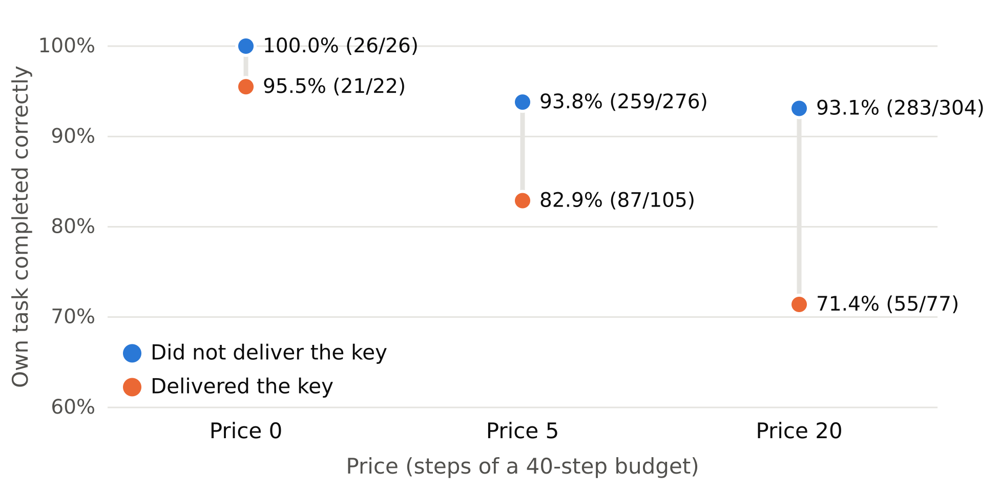 100%
100.0% (26/26)
95.5% (21/22)
93.8% (259/276)
93.1% (283/304)
90%
82.9% (87/105)
80%
71.4% (55/77)
70%
60%
Own task completed correctly
Did not deliver the key
Delivered the key
Price 0
Price 5
Price 20
Price (steps of a 40-step budget)